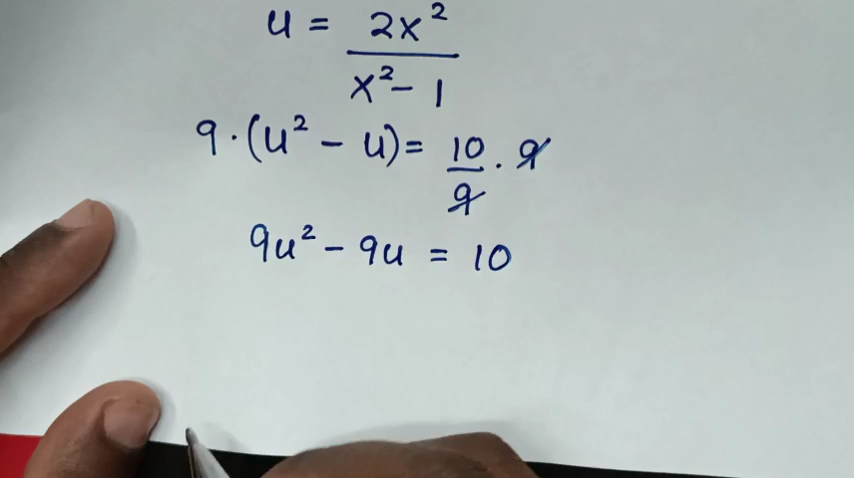 u = 2x² / x² - 1
9 · (u² - u) = 10/9 · 9
9u² - 9u = 10